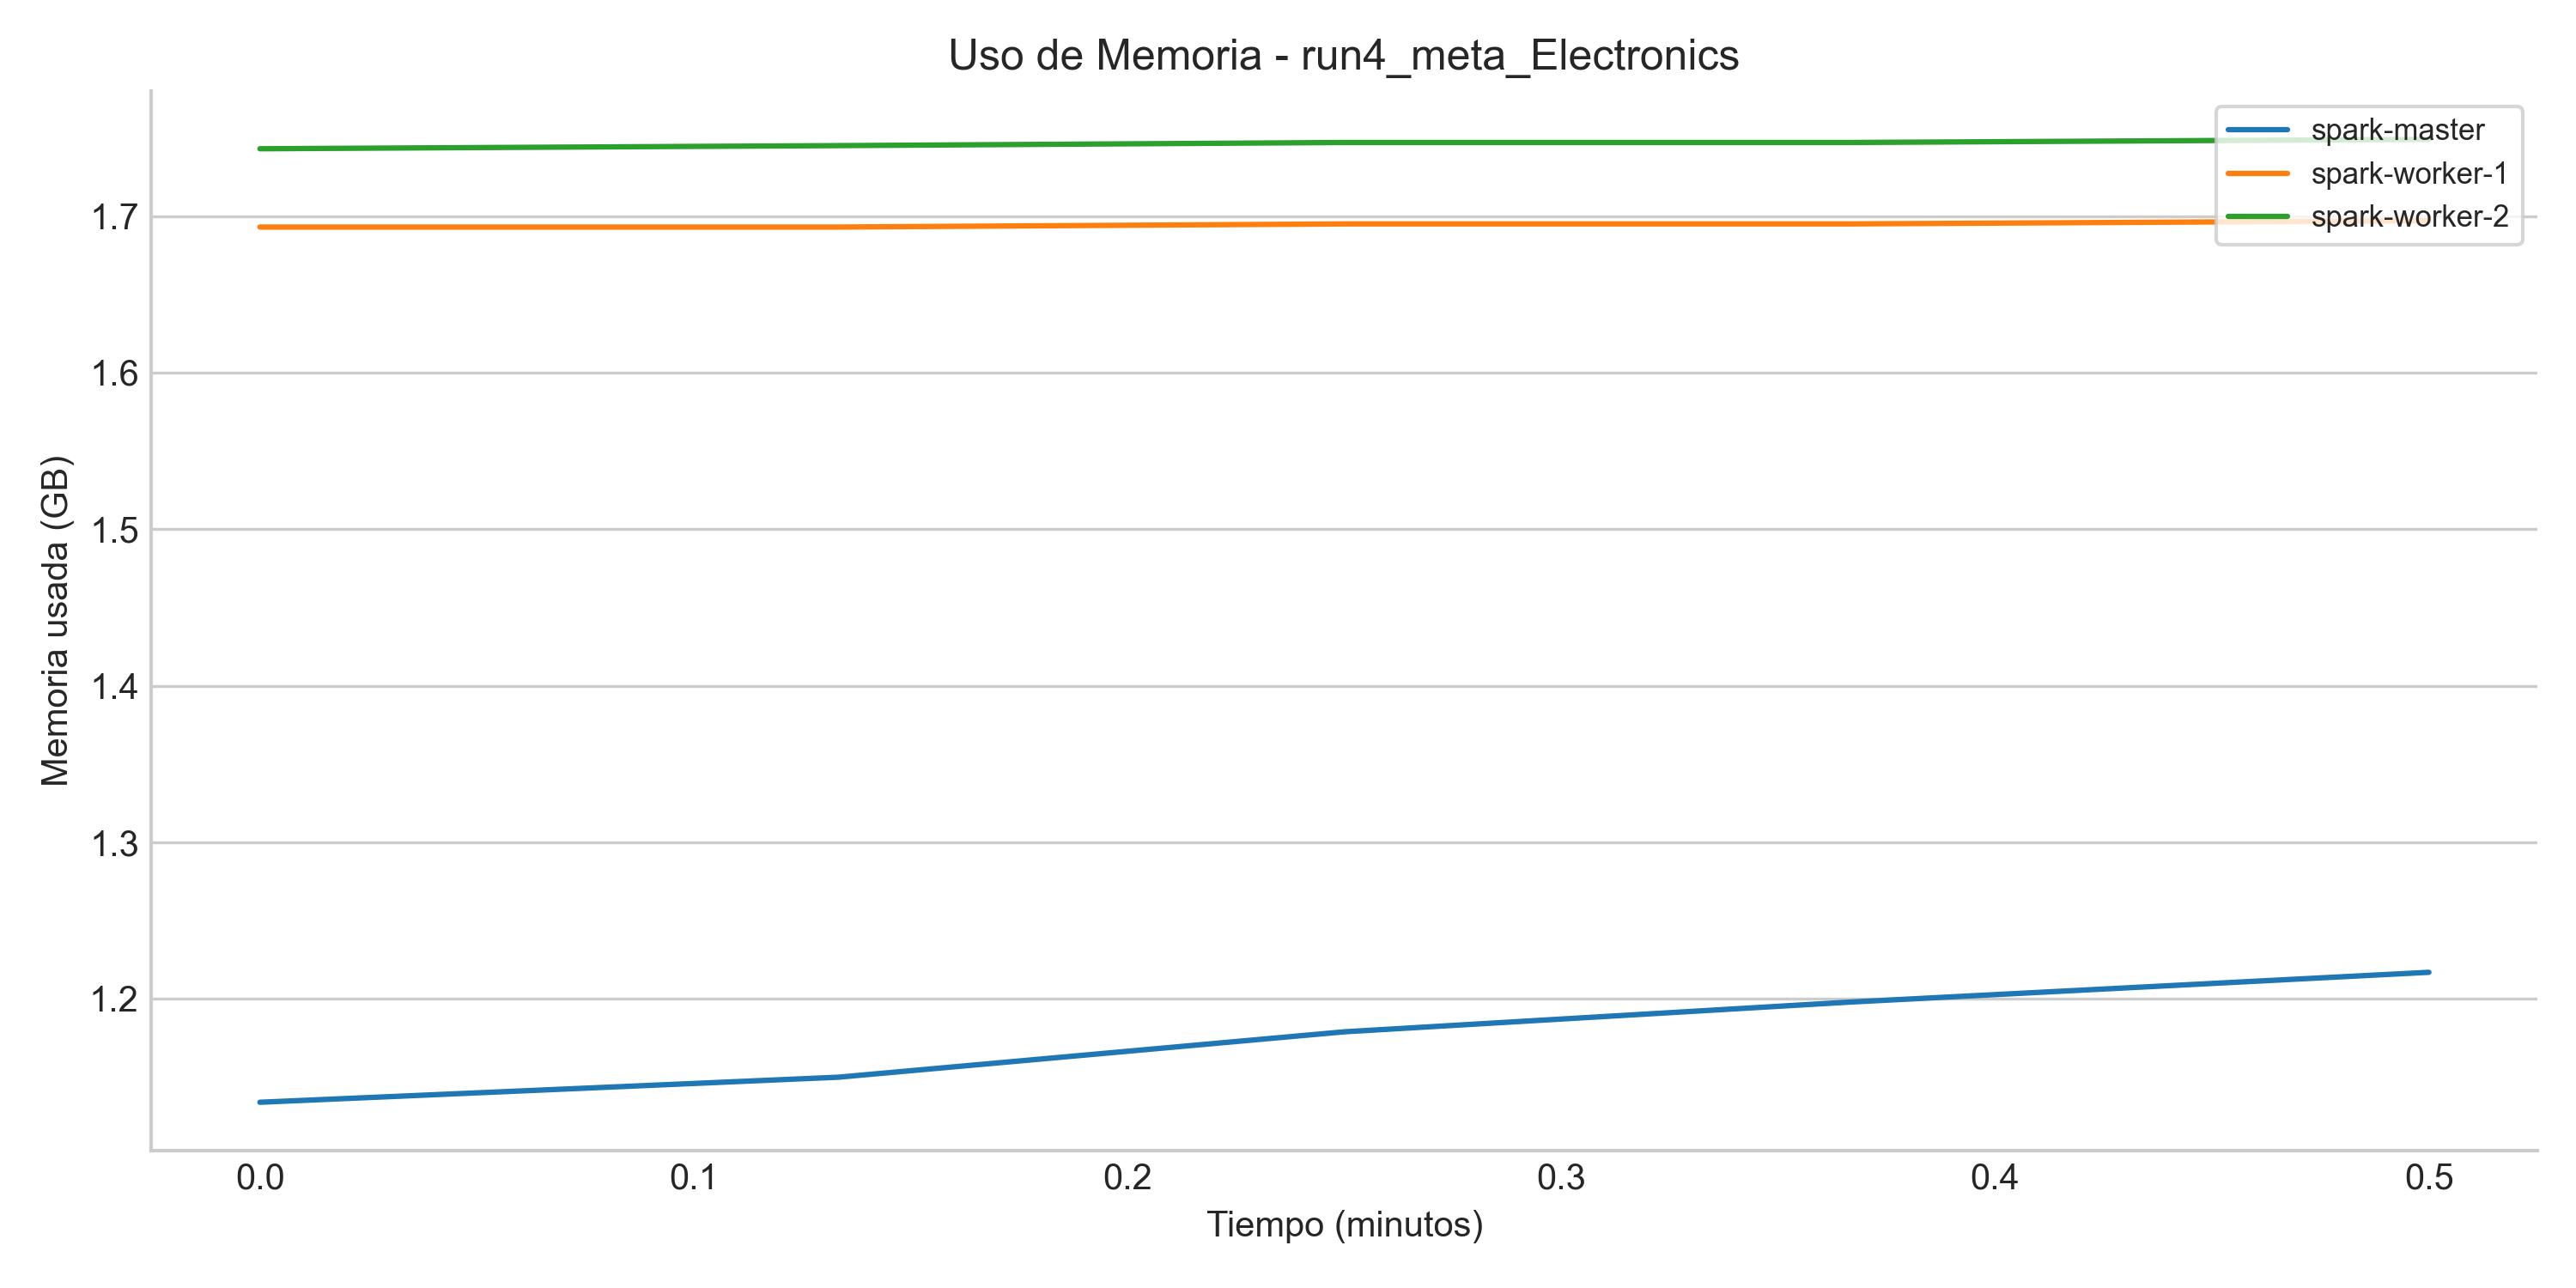 Uso de Memoria - run4_meta_Electronics
spark-master
spark-worker-1
spark-worker-2
Memoria usada (GB)
1.7
1.6
1.5
1.4
1.3
1.2
0.0 0.1 0.2 0.3 0.4 0.5
Tiempo (minutos)